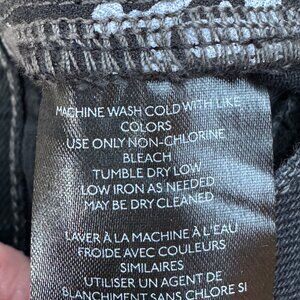 MACHINE WASH COLD WITH LIKE
COLORS
USE ONLY NON-CHLORINE
BLEACH
TUMBLE DRY LOW
LOW IRON AS NEEDED
MAY BE DRY CLEANED
LAVER À LA MACHINE À L'EAU
FROIDE AVEC COULEURS
SIMILAIRES
UTILISER UN AGENT DE
BLANCHIMENT SANS CHLORE SI